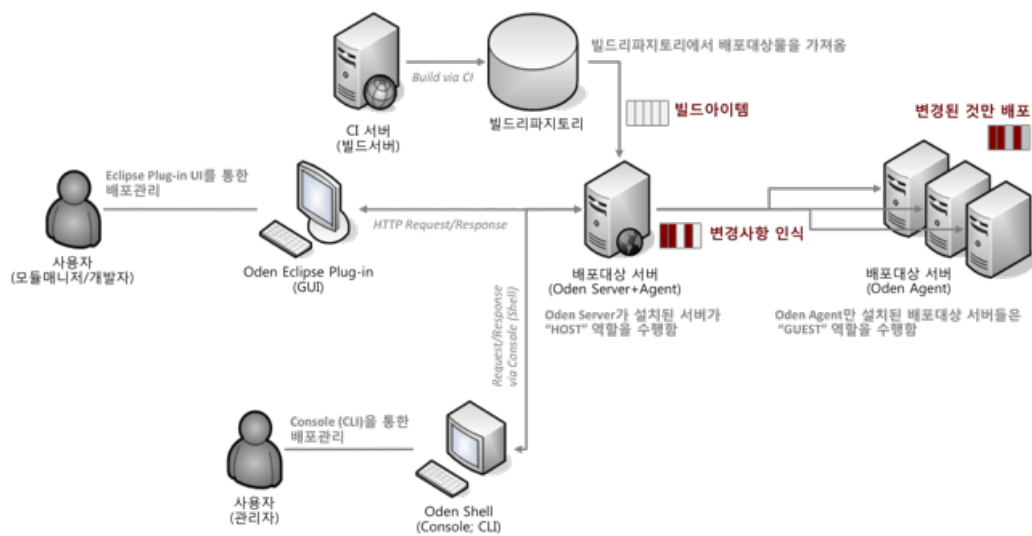 Build via CI
빌드리파지토리에서 배포대상물을 가져옴
빌드아이템
변경된 것만 배포
CI 서버
(빌드서버)
빌드리파지토리
Eclipse Plug-in UI를 통한
배포관리
HTTP Request/Response
변경사항 인식
사용자
(모듈매니저/개발자)
Oden Eclipse Plug-in
(GUI)
배포대상 서버
(Oden Server+Agent)
배포대상 서버
(Oden Agent)
Oden Server가 설치된 서버가
“HOST” 역할을 수행함
Oden Agent만 설치된 배포대상 서버들은
“GUEST” 역할을 수행함
Request/Response
via Console (Shell)
Console (CLI)을 통한
배포관리
사용자
(관리자)
Oden Shell
(Console; CLI)